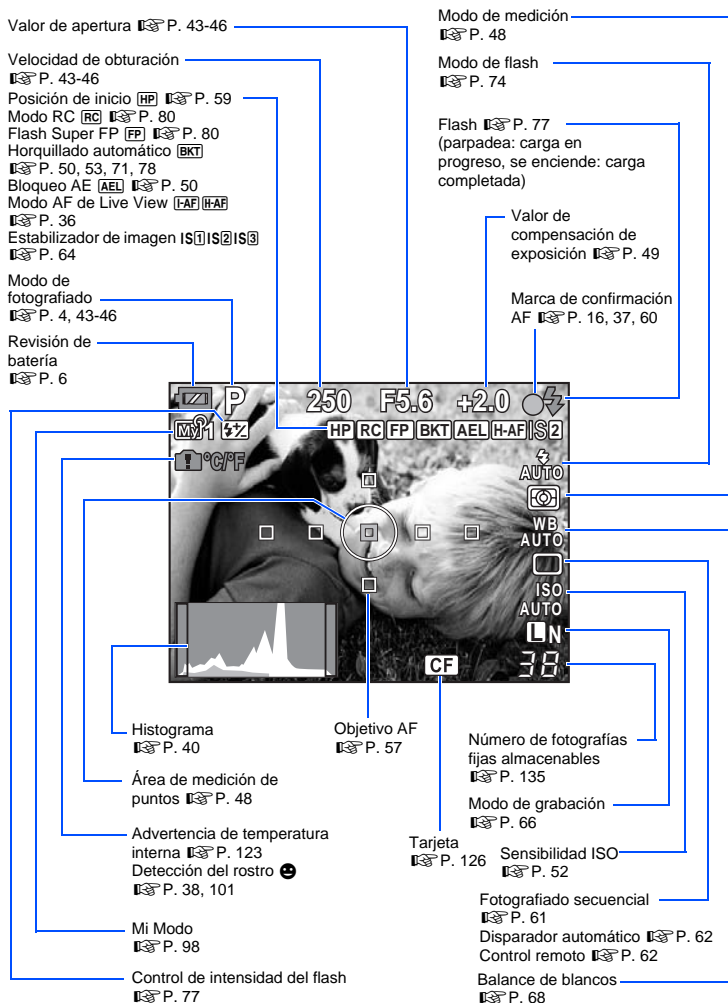 Valor de apertura ☞ P. 43-46
Velocidad de obturación
☞ P. 43-46
Posición de inicio HP ☞ P. 59
Modo RC RC ☞ P. 80
Flash Super FP FP ☞ P. 80
Horquillado automático BKT
☞ P. 50, 53, 71, 78
Bloqueo AE AEL ☞ P. 50
Modo AF de Live View I-AF H-AF
☞ P. 36
Estabilizador de imagen IS1 IS2 IS3
☞ P. 64
Modo de
fotografiado
☞ P. 4, 43-46
Revisión de
batería
☞ P. 6
Modo de medición
☞ P. 48
Modo de flash
☞ P. 74
Flash ☞ P. 77
(parpadea: carga en
progreso, se enciende: carga
completada)
Valor de
compensación de
exposición ☞ P. 49
Marca de confirmación
AF ☞ P. 16, 37, 60
P 250 F5.6 +2.0
My 1 HP RC FP BKT AEL H-AF IS 2
°C/°F
AUTO
WB
AUTO
ISO
AUTO
L N
CF 38
Histograma
☞ P. 40
Área de medición de
puntos ☞ P. 48
Advertencia de temperatura
interna ☞ P. 123
Detección del rostro
☞ P. 38, 101
Mi Modo
☞ P. 98
Control de intensidad del flash
☞ P. 77
Objetivo AF
☞ P. 57
Tarjeta
☞ P. 126
Número de fotografías
fijas almacenables
☞ P. 135
Modo de grabación
☞ P. 66
Sensibilidad ISO
☞ P. 52
Fotografiado secuencial
☞ P. 61
Disparador automático ☞ P. 62
Control remoto ☞ P. 62
Balance de blancos
☞ P. 68